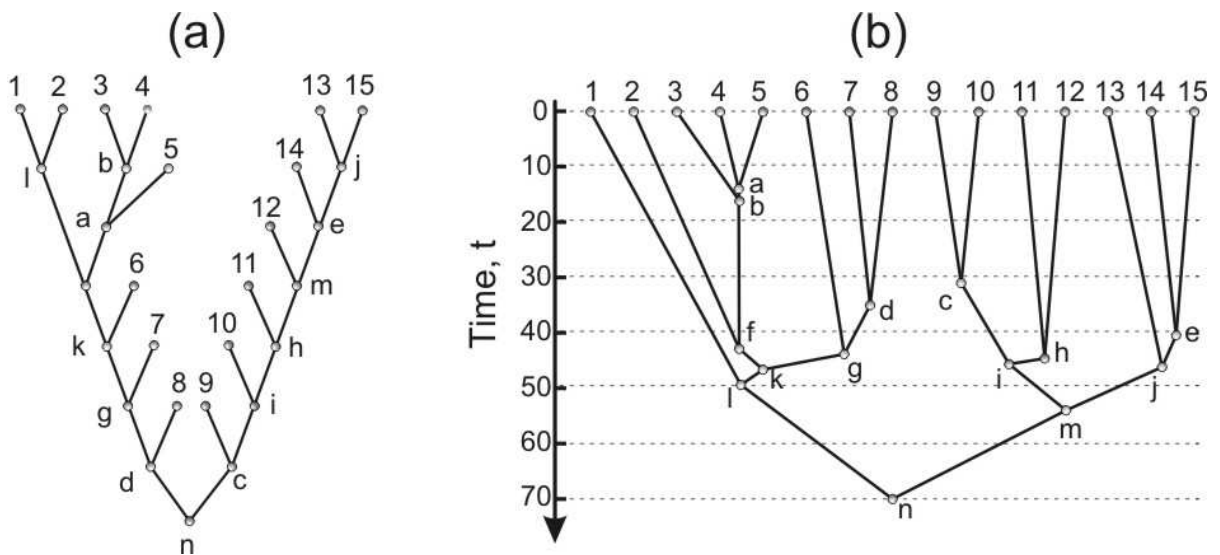 (a)
1 2 3 4 13 15
l b 5 14 j
a 12 e
6 11 m
k 7 10 h
g 8 9 i
d c
n
(b)
1 2 3 4 5 6 7 8 9 10 11 12 13 14 15
0
10
a
20 b
30
c d
40 e
f
g i h
50 l k j
m
60
70
n
Time, t